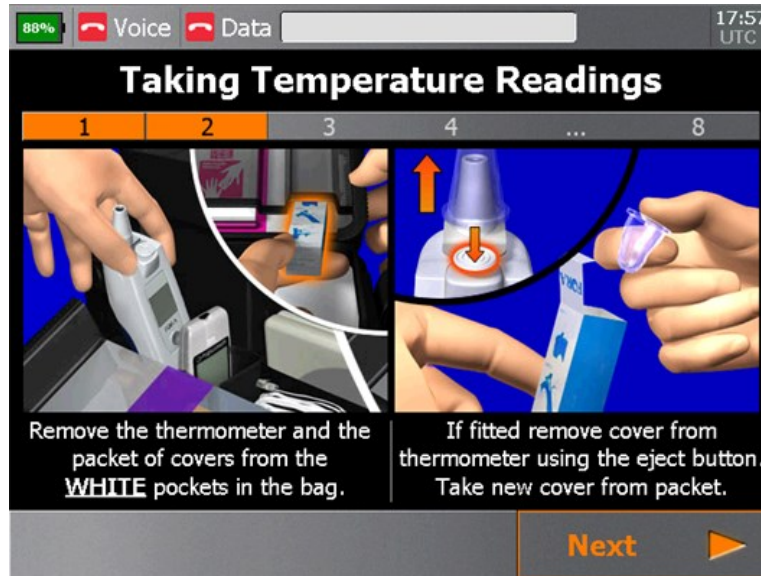 88% Voice Data 17:57
UTC
Taking Temperature Readings
1 2 3 4 ... 8
Remove the thermometer and the
packet of covers from the
WHITE pockets in the bag.
If fitted remove cover from
thermometer using the eject button.
Take new cover from packet.
Next